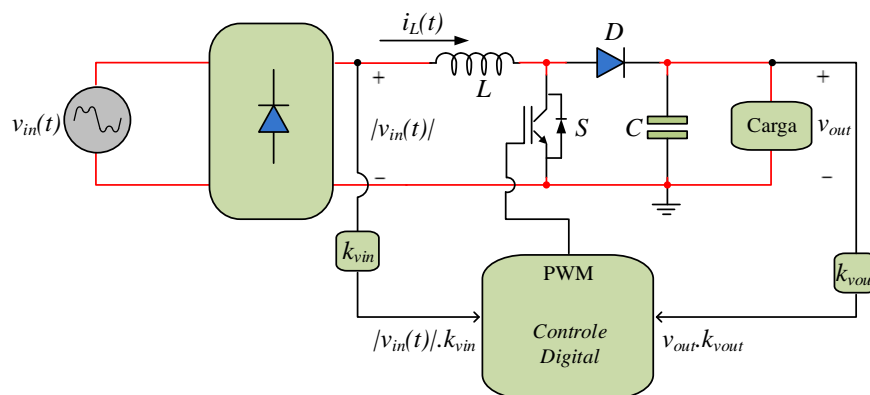 i_L(t)
D
+
+
L
v_in(t)
|v_in(t)|
S
C
Carga
v_out
−
−
k_vin
k_vout
PWM
|v_in(t)|.k_vin
Controle
Digital
v_out.k_vout